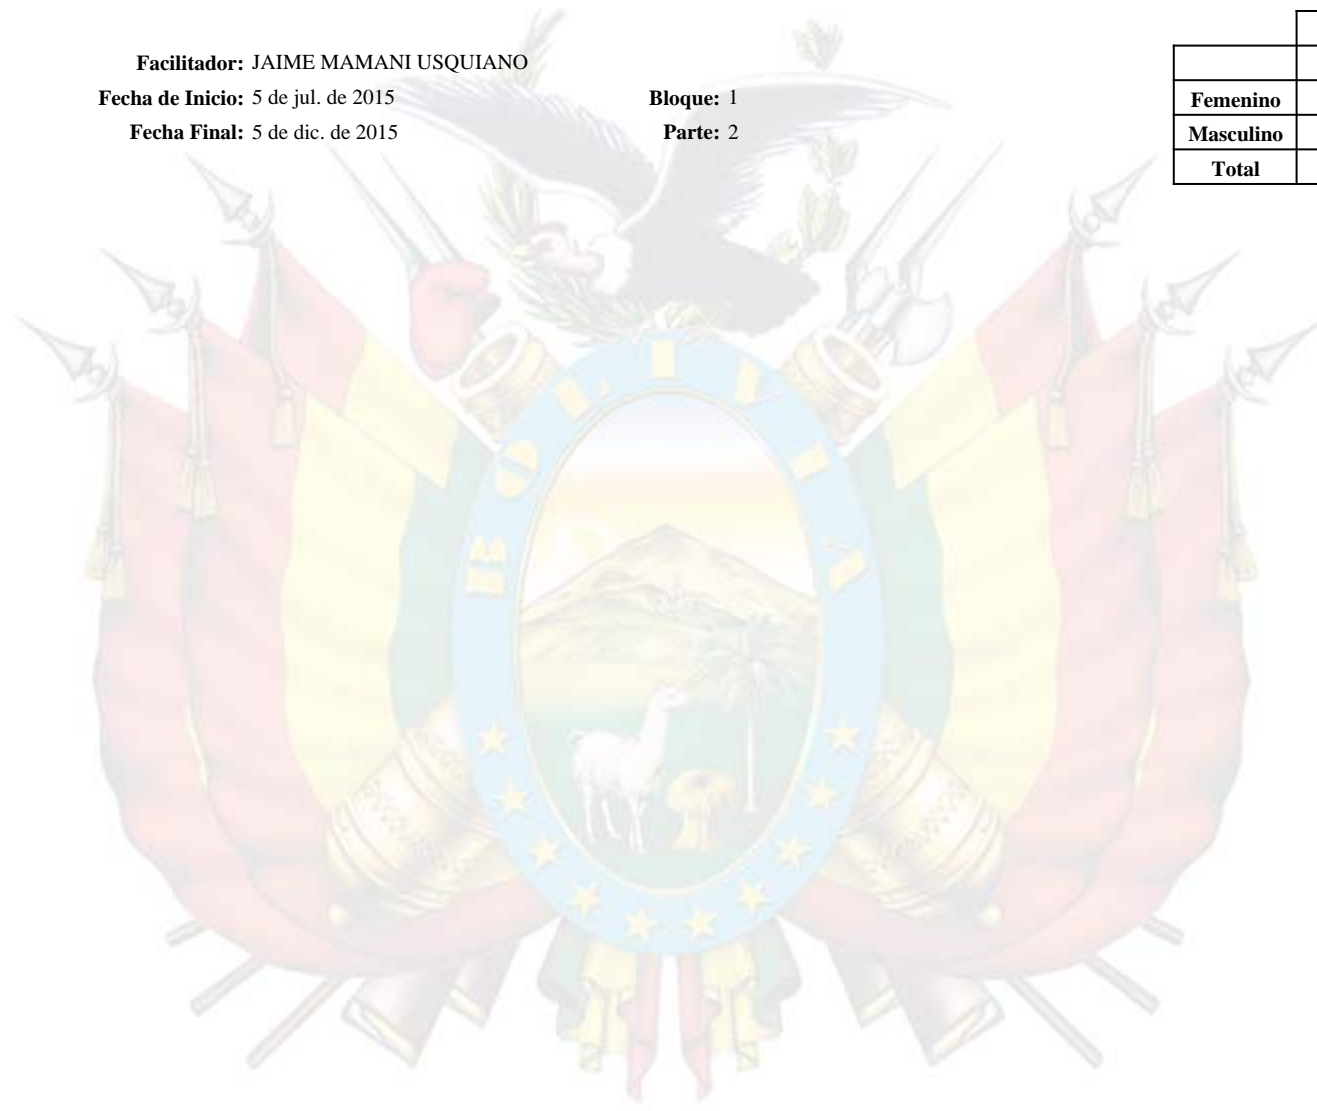 Facilitador: JAIME MAMANI USQUIANO
Fecha de Inicio: 5 de jul. de 2015
Bloque: 1
Fecha Final: 5 de dic. de 2015
Parte: 2
Femenino
Masculino
Total
BOLIVIA